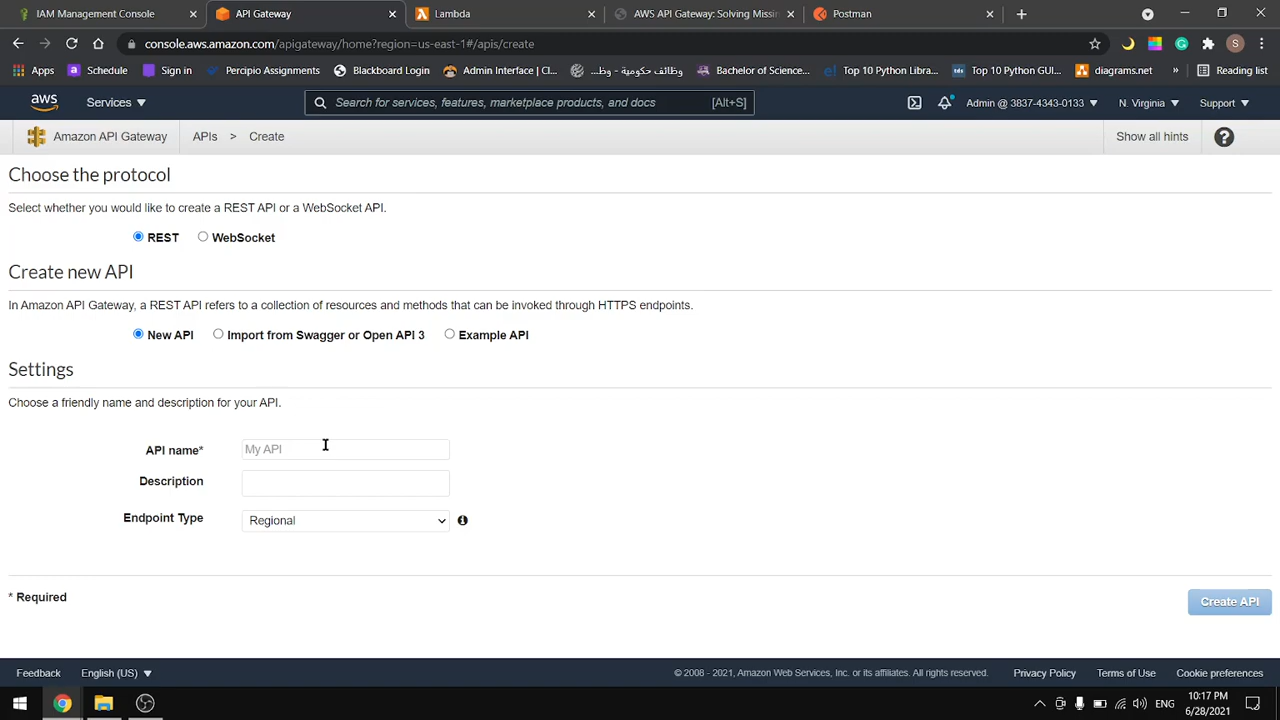 IAM Management Console
API Gateway
Lambda
AWS API Gateway: Solving Missin
Postman
console.aws.amazon.com/apigateway/home?region=us-east-1#/apis/create
S
Apps
Schedule
Sign in
Percipio Assignments
Blackboard Login
Admin Interface | Cl...
وظائف حكومية - وظ...
Bachelor of Science...
Top 10 Python Libra...
Top 10 Python GUI...
diagrams.net
»
Reading list
aws
Services
Search for services, features, marketplace products, and docs
[Alt+S]
Admin @ 3837-4343-0133
N. Virginia
Support
Amazon API Gateway
APIs > Create
Show all hints
?
Choose the protocol
Select whether you would like to create a REST API or a WebSocket API.
REST
WebSocket
Create new API
In Amazon API Gateway, a REST API refers to a collection of resources and methods that can be invoked through HTTPS endpoints.
New API
Import from Swagger or Open API 3
Example API
Settings
Choose a friendly name and description for your API.
API name*
My API
Description
Endpoint Type
Regional
* Required
Create API
Feedback
English (US)
© 2008 - 2021, Amazon Web Services, Inc. or its affiliates. All rights reserved.
Privacy Policy
Terms of Use
Cookie preferences
ENG
10:17 PM
6/28/2021